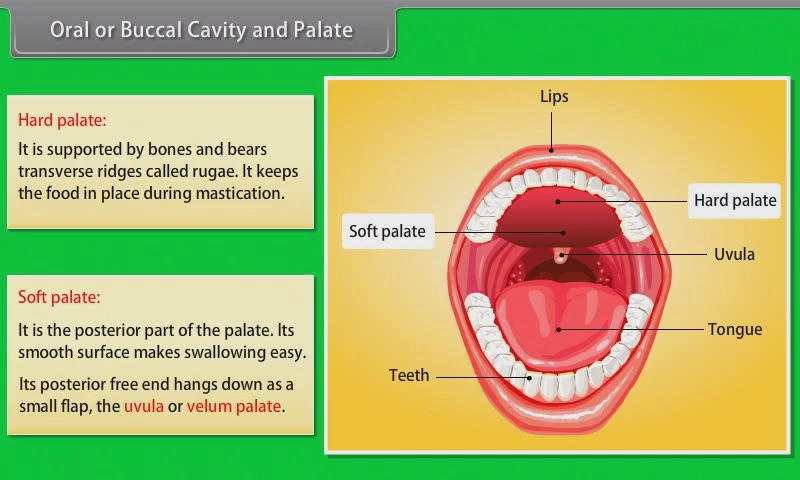 Oral or Buccal Cavity and Palate
Hard palate:
It is supported by bones and bears
transverse ridges called rugae. It keeps
the food in place during mastication.
Soft palate:
It is the posterior part of the palate. Its
smooth surface makes swallowing easy.
Its posterior free end hangs down as a
small flap, the uvula or velum palate.
Lips
Hard palate
Soft palate
Uvula
Tongue
Teeth